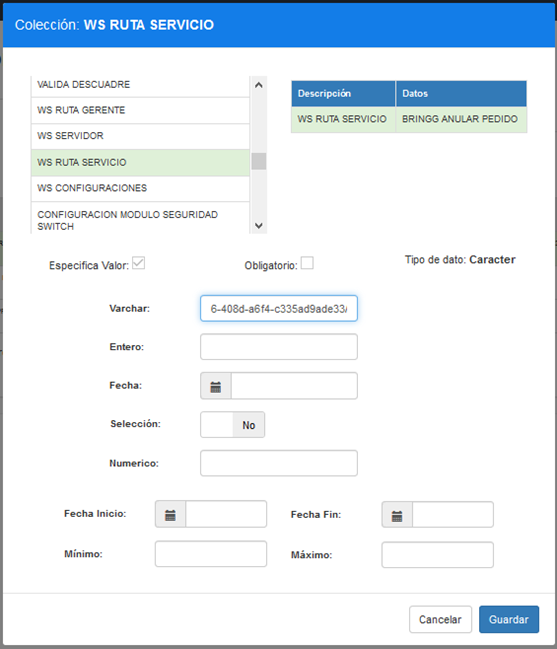 Colección: WS RUTA SERVICIO
VALIDA DESCUADRE
WS RUTA GERENTE
WS SERVIDOR
WS RUTA SERVICIO
WS CONFIGURACIONES
CONFIGURACION MODULO SEGURIDAD
SWITCH
Descripción Datos
WS RUTA SERVICIO BRINGG ANULAR PEDIDO
Especifica Valor:
Obligatorio:
Tipo de dato: Caracter
Varchar: 6-408d-a6f4-c335ad9ade33/
Entero:
Fecha:
Selección: No
Numerico:
Fecha Inicio: Fecha Fin:
Mínimo: Máximo:
Cancelar Guardar